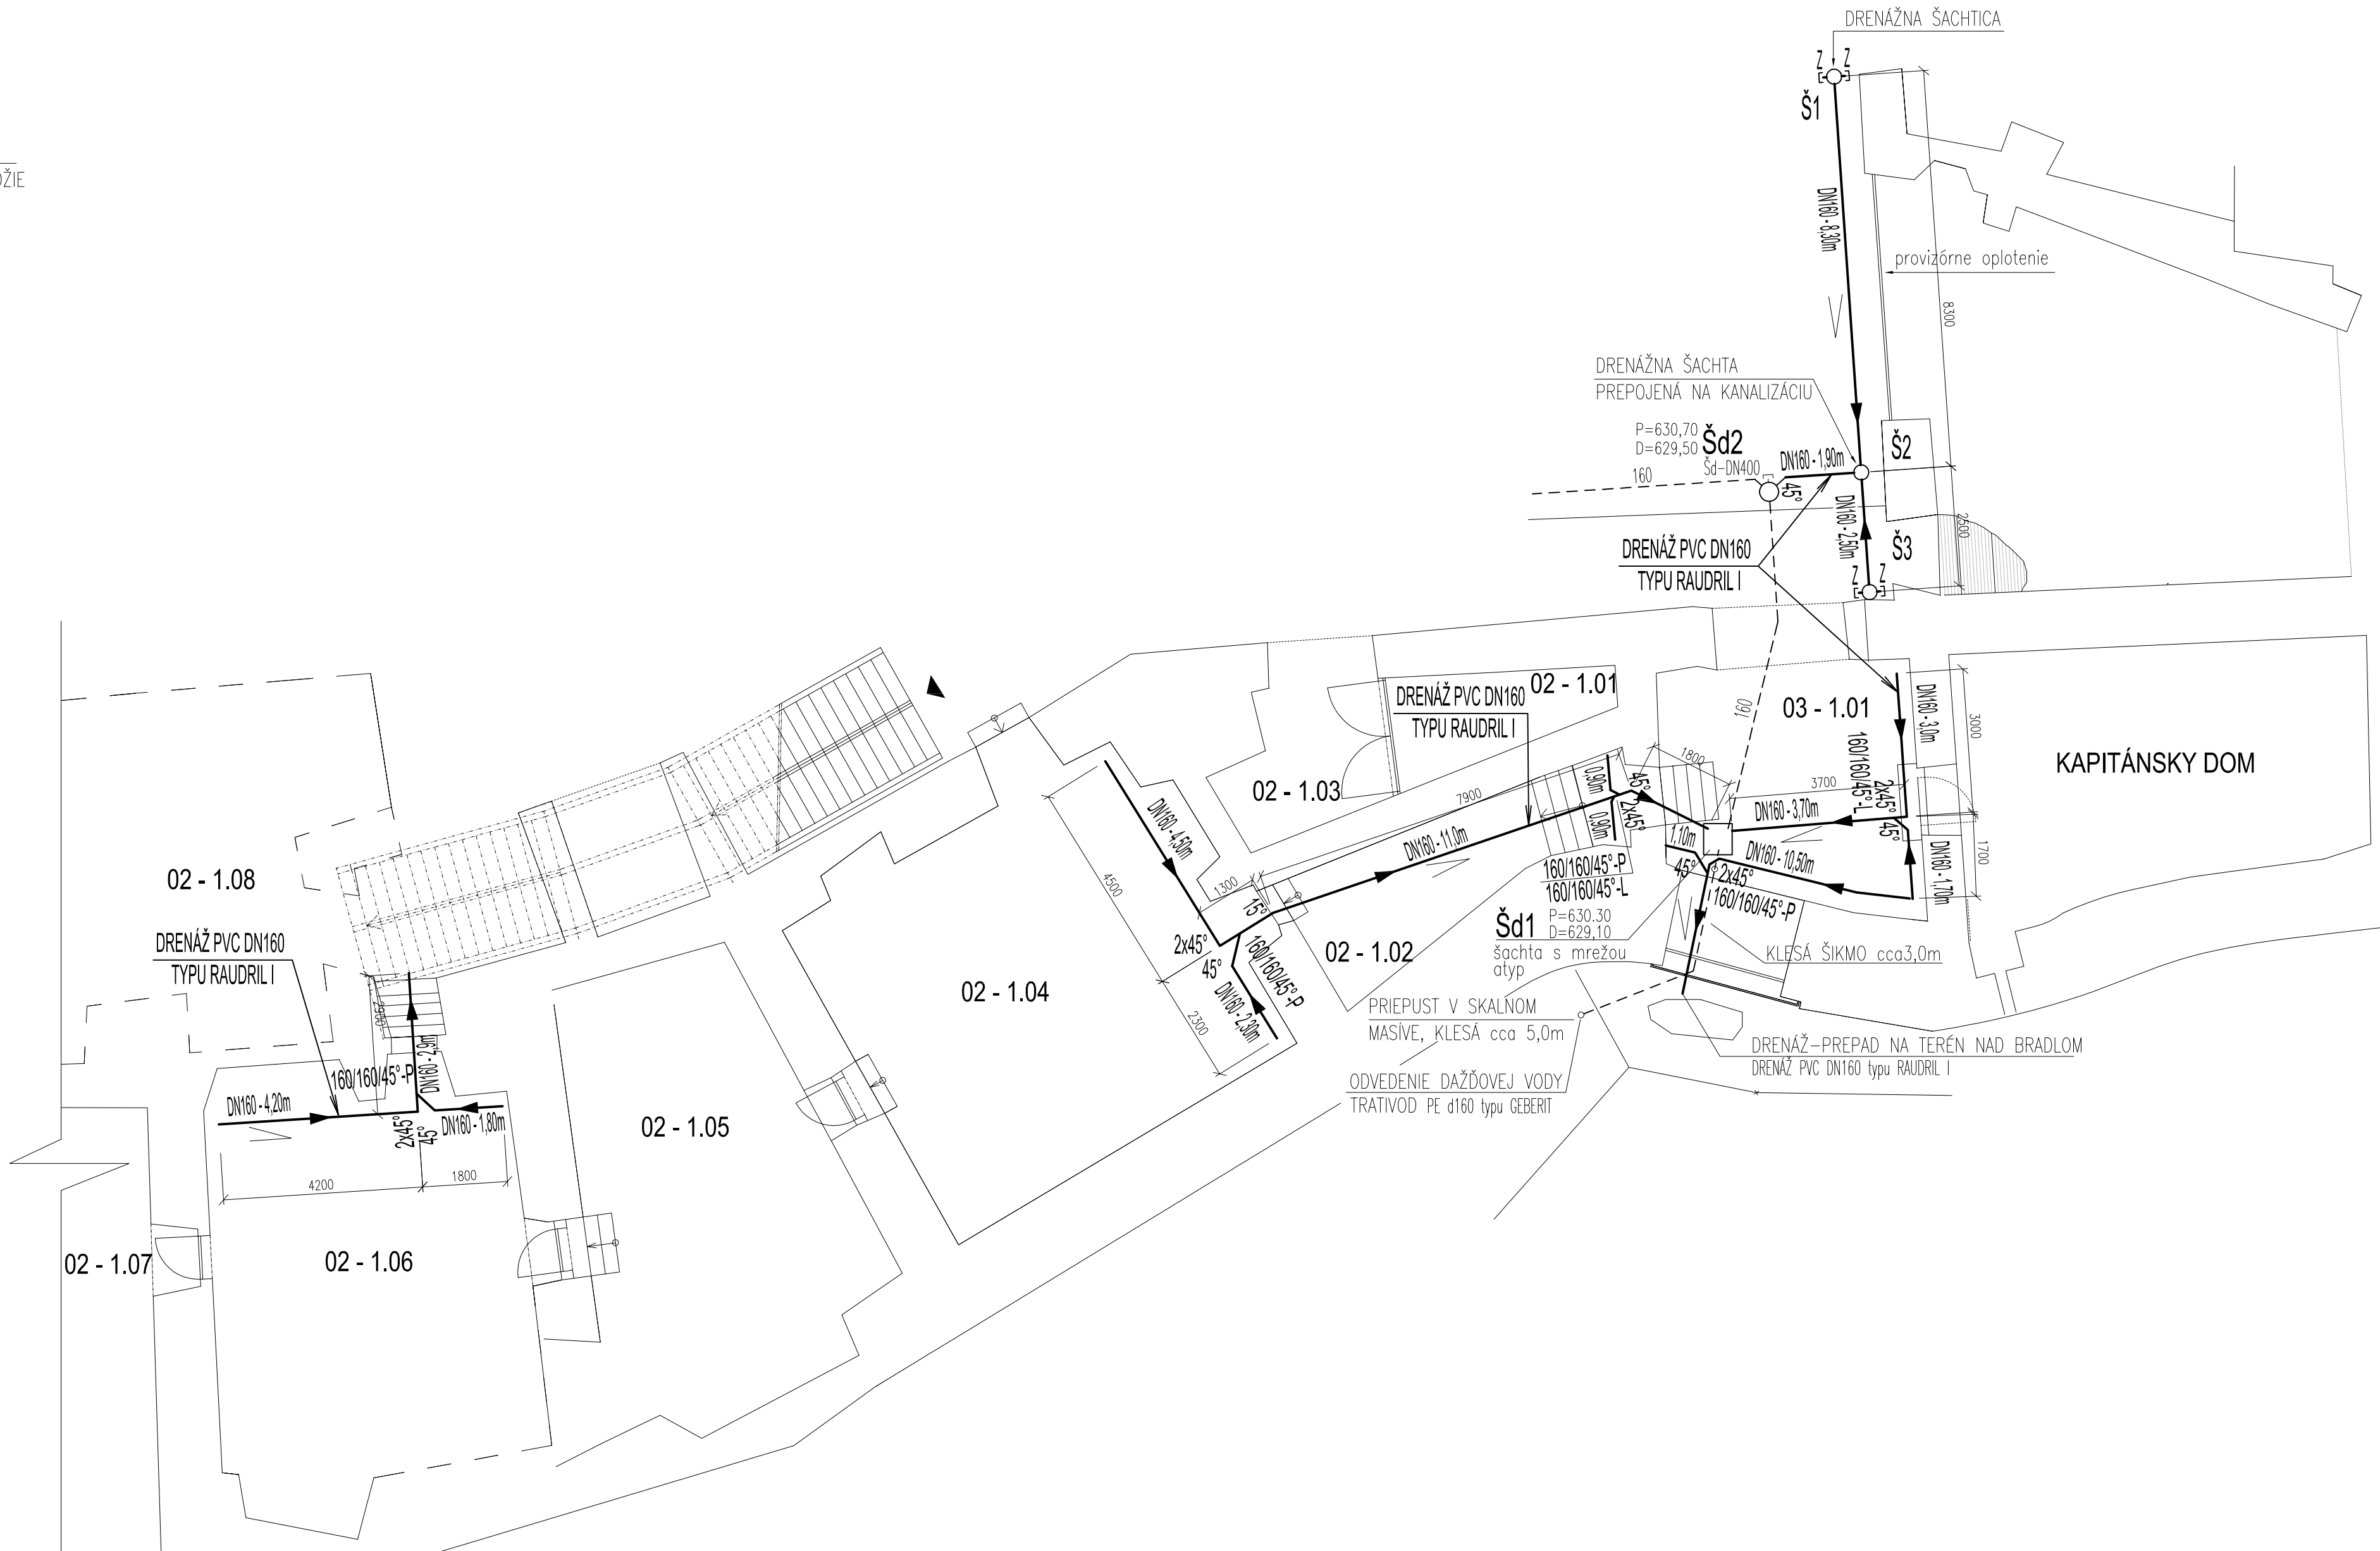 DRENÁŽNA ŠACHTICA
Z Z
Š1
DN160 - 8,30m
provizórne oplotenie
8300
DRENÁŽNA ŠACHTA
PREPOJENÁ NA KANALIZÁCIU
P=630,70
D=629,50
Šd2
Šd-DN400
160
DN160 - 1,90m
45°
Š2
DN160 - 2,50m
2500
Š3
Z Z
DRENÁŽ PVC DN160
TYPU RAUDRIL I
160
03 - 1.01
DN160 - 3,0m
3000
160/160/45°-L
2x45°
45°
KAPITÁNSKY DOM
3700
DN160 - 3,70m
DN160 - 1,70m
1700
DN160 - 10,50m
1,10m
45°
2x45°
160/160/45°-P
1800
DRENÁŽ PVC DN160
TYPU RAUDRIL I
02 - 1.01
02 - 1.03
7900
0,90m
0,90m
45°
2x45°
DN160 - 11,0m
160/160/45°-P
160/160/45°-L
Šd1
P=630.30
D=629,10
šachta s mrežou
atyp
KLESÁ ŠIKMO cca3,0m
PRIEPUST V SKALNOM
MASÍVE, KLESÁ cca 5,0m
ODVEDENIE DAŽĎOVEJ VODY
TRATIVOD PE d160 typu GEBERIT
DRENÁŽ-PREPAD NA TERÉN NAD BRADLOM
DRENÁŽ PVC DN160 typu RAUDRIL I
02 - 1.02
DN160 - 4,50m
4500
1300
15°
2x45°
45°
160/160/45°-P
DN160 - 2,30m
2300
02 - 1.04
02 - 1.05
02 - 1.08
DRENÁŽ PVC DN160
TYPU RAUDRIL I
2900
DN160 - 2,9m
160/160/45°-P
DN160 - 4,20m
2x45°
45°
DN160 - 1,80m
4200
1800
02 - 1.06
02 - 1.07